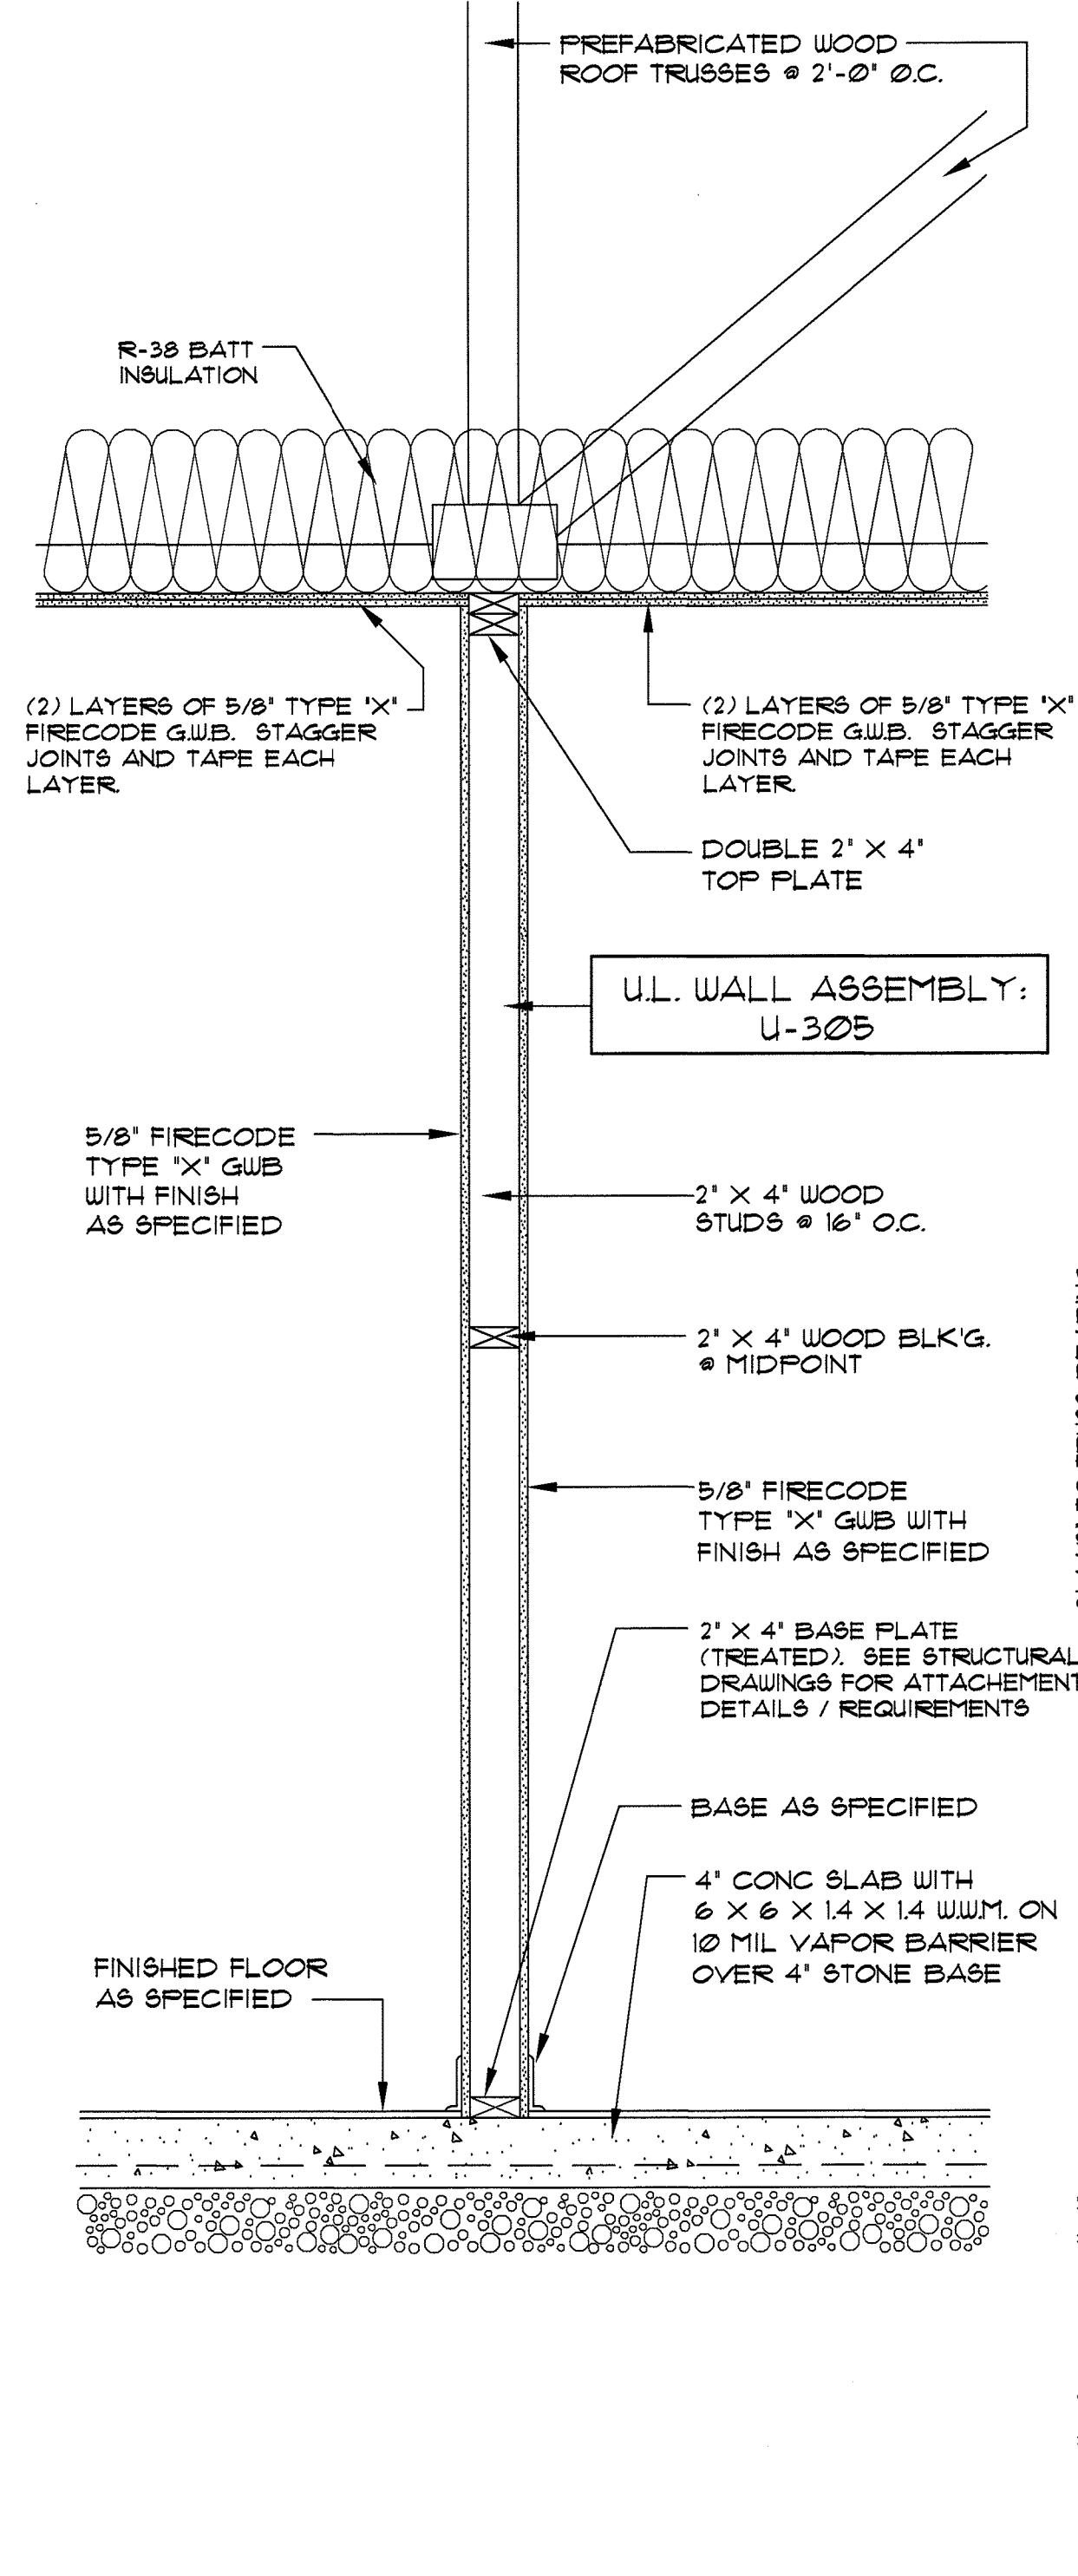 PREFABRICATED WOOD
ROOF TRUSSES @ 2'-0" O.C.
R-38 BATT
INSULATION
(2) LAYERS OF 5/8" TYPE "X"
FIRECODE G.W.B. STAGGER
JOINTS AND TAPE EACH
LAYER.
(2) LAYERS OF 5/8" TYPE "X"
FIRECODE G.W.B. STAGGER
JOINTS AND TAPE EACH
LAYER.
DOUBLE 2" X 4"
TOP PLATE
U.L. WALL ASSEMBLY:
U-305
5/8" FIRECODE
TYPE "X" GWB
WITH FINISH
AS SPECIFIED
2" X 4" WOOD
STUDS @ 16" O.C.
2" X 4" WOOD BLK'G.
@ MIDPOINT
5/8" FIRECODE
TYPE "X" GWB WITH
FINISH AS SPECIFIED
2" X 4" BASE PLATE
(TREATED). SEE STRUCTURAL
DRAWINGS FOR ATTACHEMENT
DETAILS / REQUIREMENTS
BASE AS SPECIFIED
4" CONC SLAB WITH
6 X 6 X 1.4 X 1.4 W.W.M. ON
10 MIL VAPOR BARRIER
OVER 4" STONE BASE
FINISHED FLOOR
AS SPECIFIED